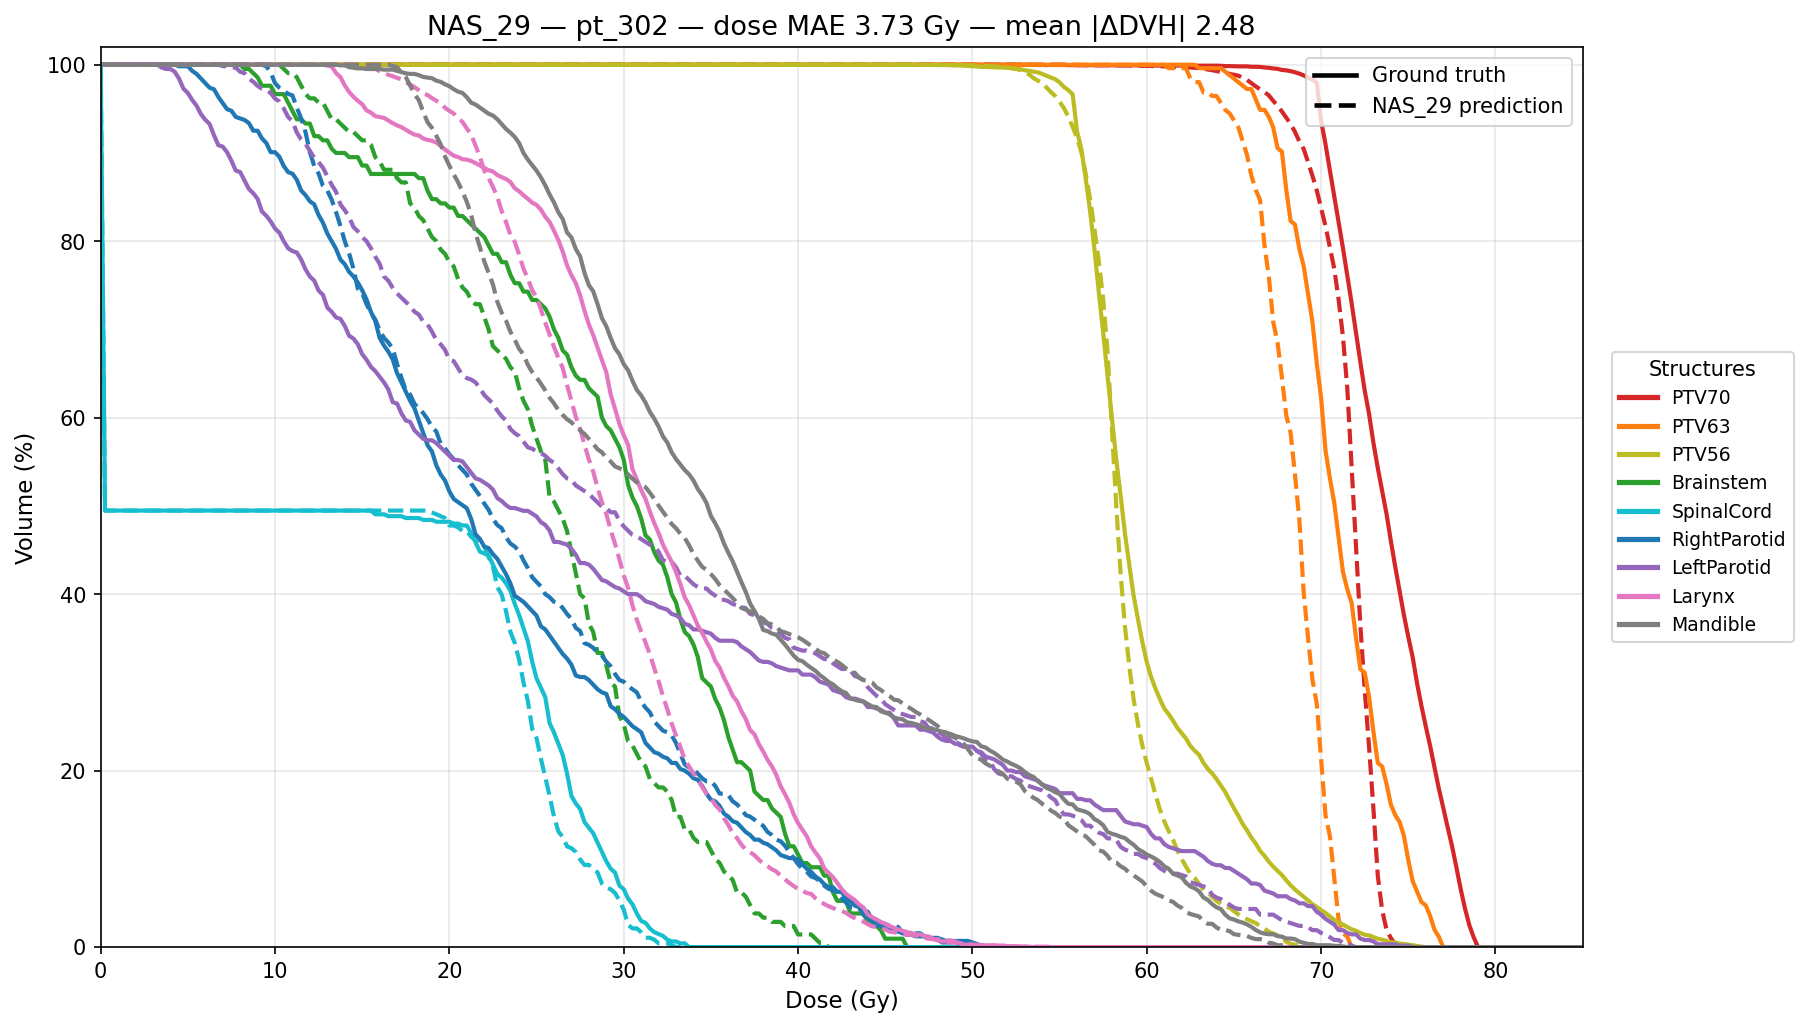 NAS_29 — pt_302 — dose MAE 3.73 Gy — mean |ΔDVH| 2.48
Ground truth
NAS_29 prediction
Volume (%)
100
80
60
40
20
0
0 10 20 30 40 50 60 70 80
Dose (Gy)
Structures
PTV70
PTV63
PTV56
Brainstem
SpinalCord
RightParotid
LeftParotid
Larynx
Mandible